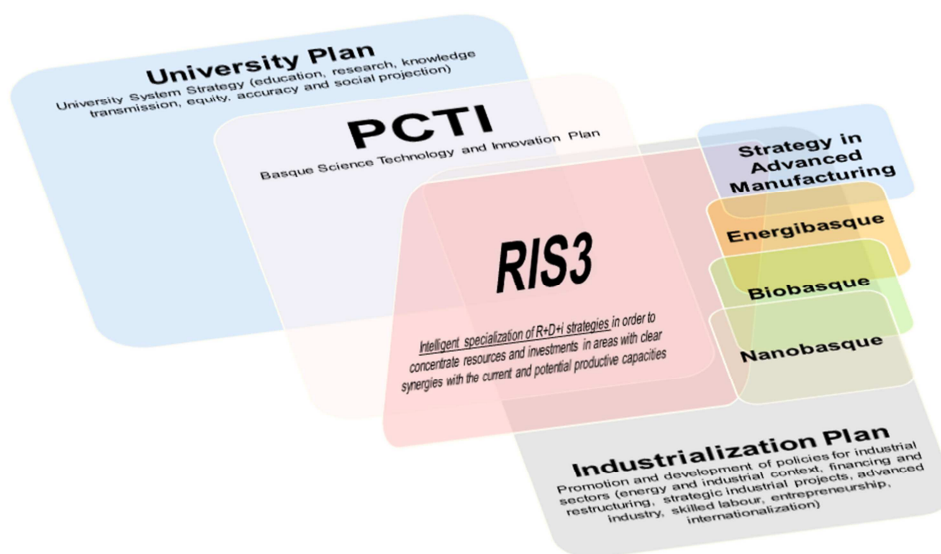 University Plan
University System Strategy (education, research, knowledge
transmission, equity, accuracy and social projection)
PCTI
Basque Science Technology and Innovation Plan
RIS3
Intelligent specialization of R+D+i strategies in order to
concentrate resources and investments in areas with clear
synergies with the current and potential productive capacities
Strategy in
Advanced
Manufacturing
Energibasque
Biobasque
Nanobasque
Industrialization Plan
Promotion and development of policies for industrial
sectors (energy and industrial context, financing and
restructuring, strategic industrial projects, advanced
industry, skilled labour, entrepreneurship,
internationalization)